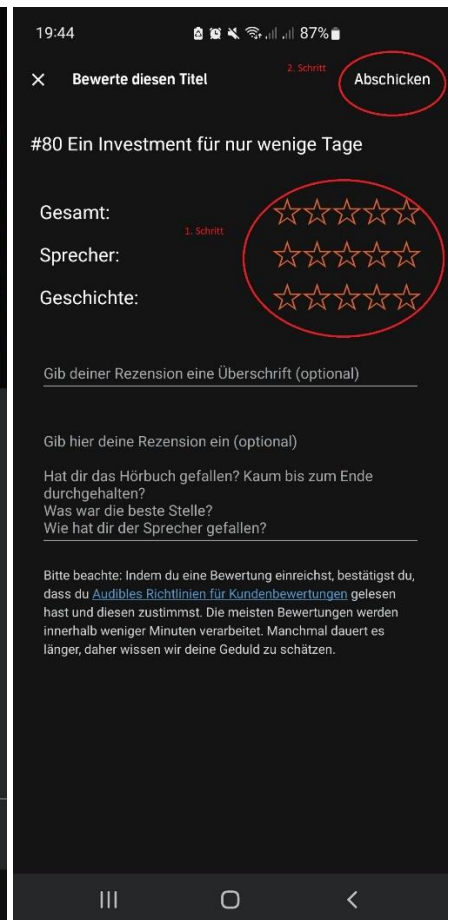 19:44 87%
× Bewerte diesen Titel 2. Schritt Abschicken
#80 Ein Investment für nur wenige Tage
Gesamt:
1. Schritt
Sprecher:
Geschichte:
Gib deiner Rezension eine Überschrift (optional)
Gib hier deine Rezension ein (optional)
Hat dir das Hörbuch gefallen? Kaum bis zum Ende
durchgehalten?
Was war die beste Stelle?
Wie hat dir der Sprecher gefallen?
Bitte beachte: Indem du eine Bewertung einreichst, bestätigst du,
dass du Audibles Richtlinien für Kundenbewertungen gelesen
hast und diesen zustimmst. Die meisten Bewertungen werden
innerhalb weniger Minuten verarbeitet. Manchmal dauert es
länger, daher wissen wir deine Geduld zu schätzen.